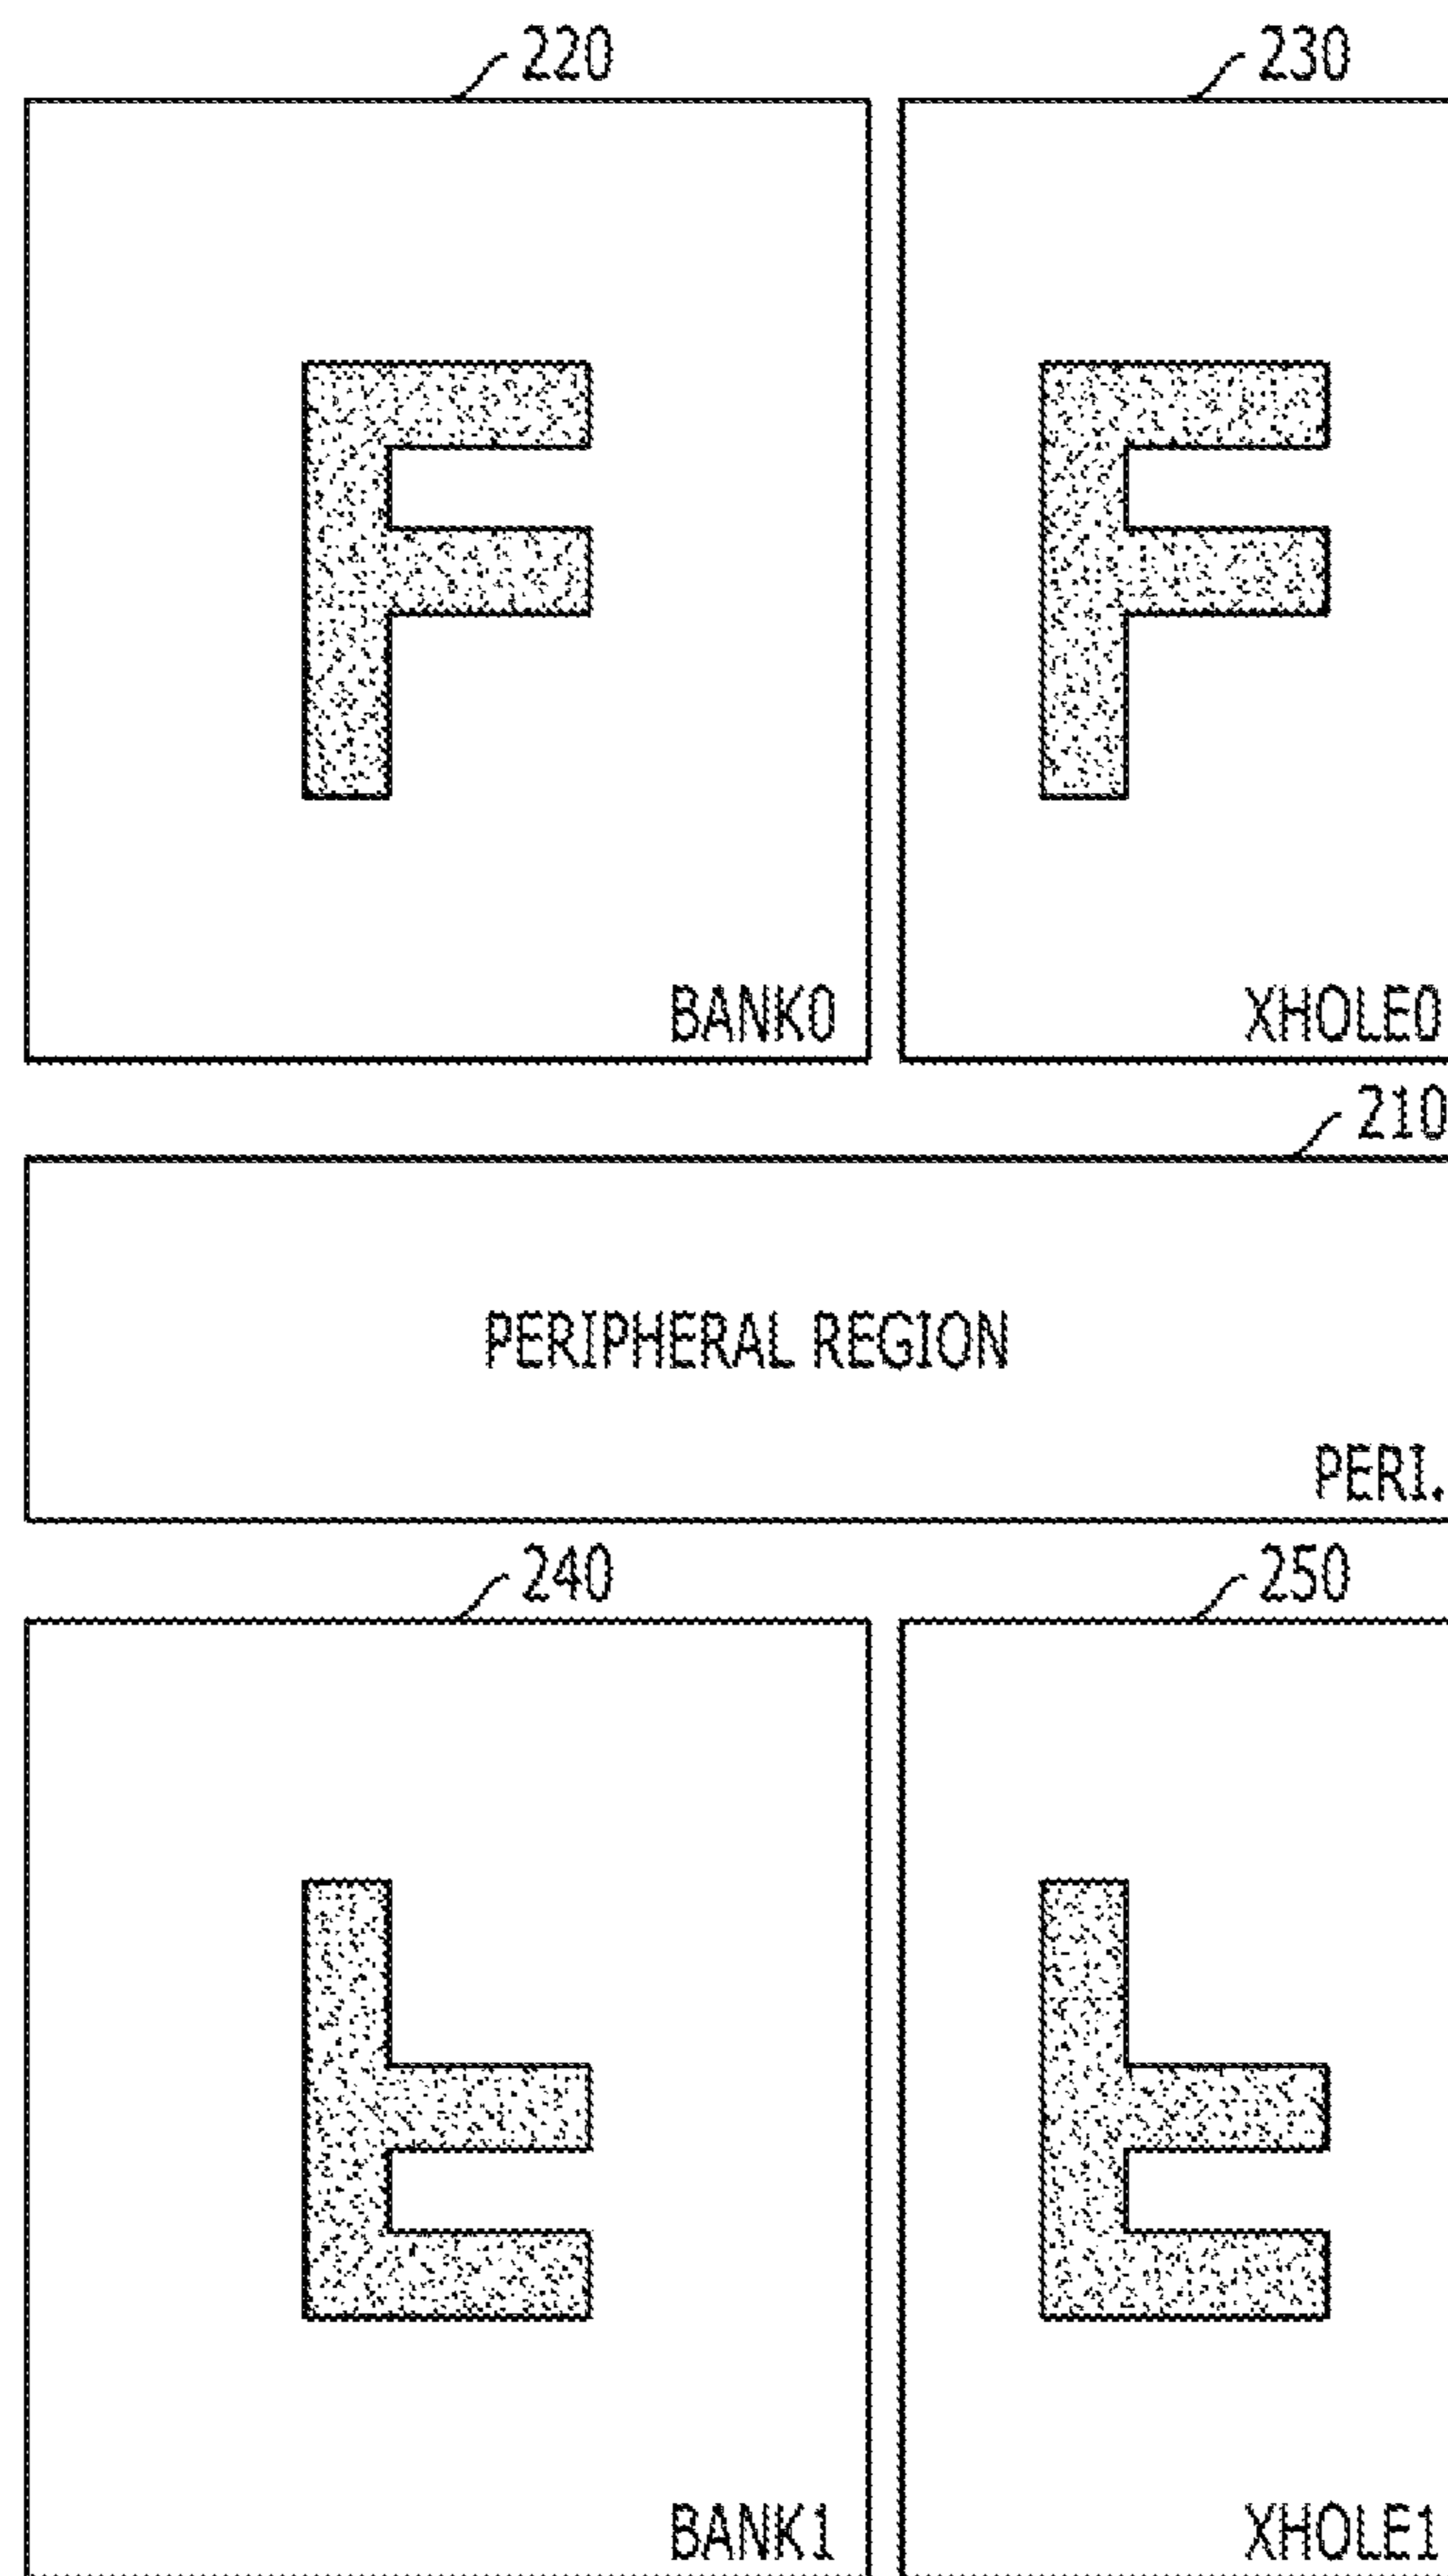 220 230
F F
BANK0 XHOLE0
210
PERIPHERAL REGION
PERI.
240 250
F F
BANK1 XHOLE1